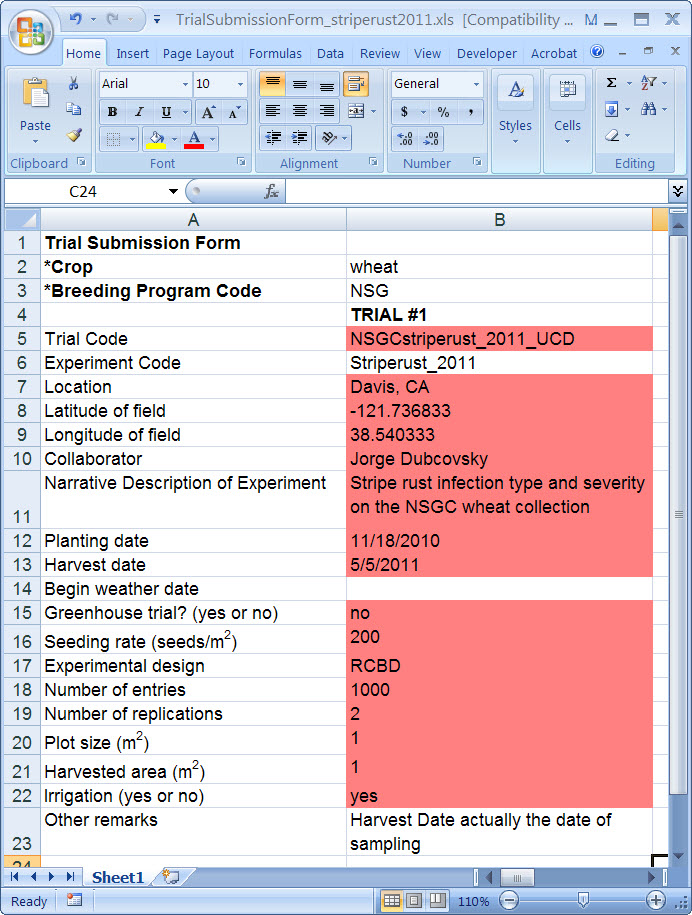 TrialSubmissionForm_striperust2011.xls [Compatibility ... M
Home Insert Page Layout Formulas Data Review View Developer Acrobat
Arial 10 General
Paste B I U A A $ % , Styles Cells Σ
Clipboard Font Alignment Number Editing
C24 fx
A B
1 Trial Submission Form
2 *Crop wheat
3 *Breeding Program Code NSG
4 TRIAL #1
5 Trial Code NSGCstriperust_2011_UCD
6 Experiment Code Striperust_2011
7 Location Davis, CA
8 Latitude of field -121.736833
9 Longitude of field 38.540333
10 Collaborator Jorge Dubcovsky
Narrative Description of Experiment Stripe rust infection type and severity
11 on the NSGC wheat collection
12 Planting date 11/18/2010
13 Harvest date 5/5/2011
14 Begin weather date
15 Greenhouse trial? (yes or no) no
16 Seeding rate (seeds/m²) 200
17 Experimental design RCBD
18 Number of entries 1000
19 Number of replications 2
20 Plot size (m²) 1
21 Harvested area (m²) 1
22 Irrigation (yes or no) yes
Other remarks Harvest Date actually the date of
23 sampling
24
Sheet1
Ready 110%